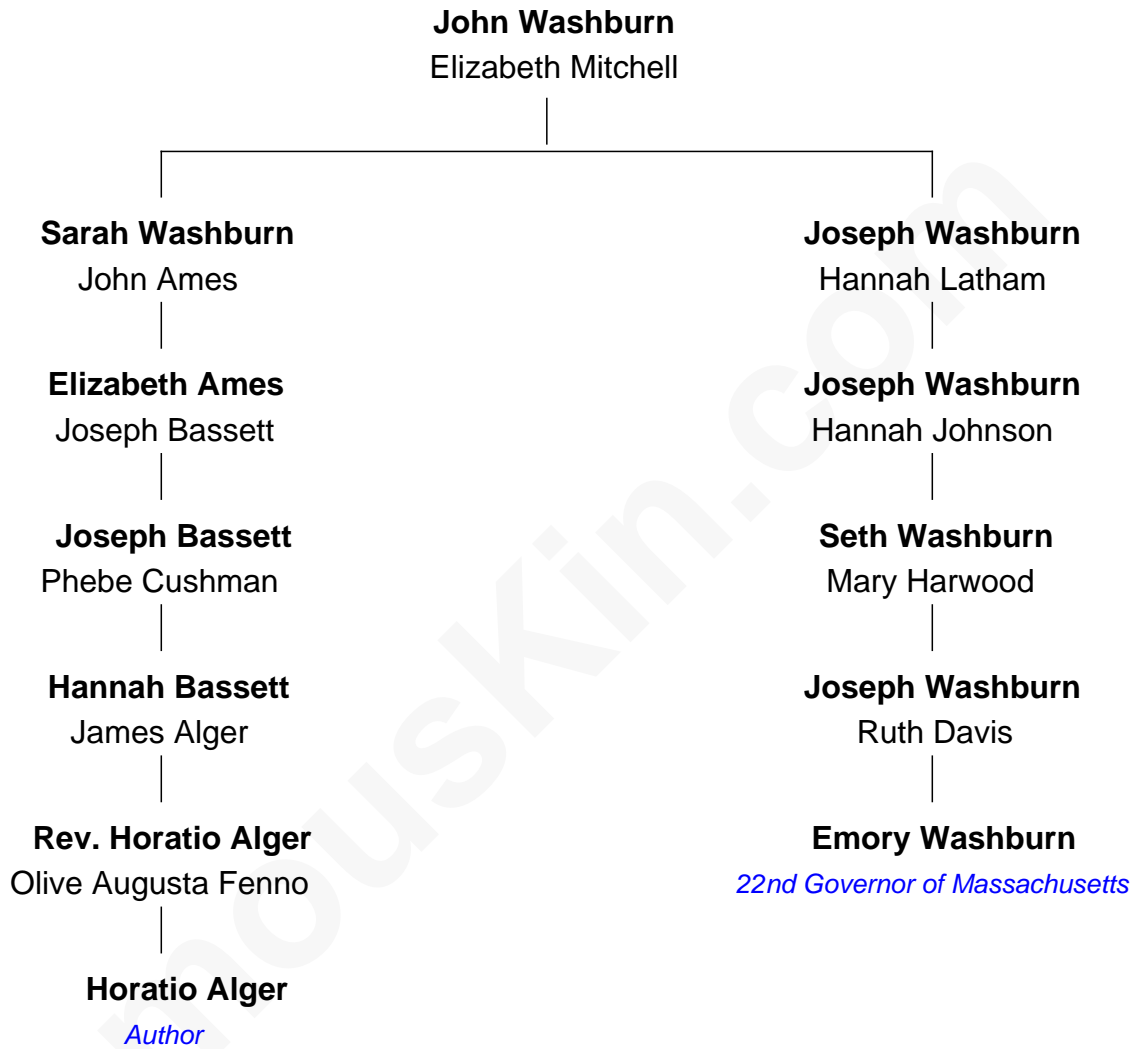 John Washburn
Elizabeth Mitchell
Sarah Washburn
John Ames
Elizabeth Ames
Joseph Bassett
Joseph Bassett
Phebe Cushman
Hannah Bassett
James Alger
Rev. Horatio Alger
Olive Augusta Fenno
Horatio Alger
Author
Joseph Washburn
Hannah Latham
Joseph Washburn
Hannah Johnson
Seth Washburn
Mary Harwood
Joseph Washburn
Ruth Davis
Emory Washburn
22nd Governor of Massachusetts
mousKin.com